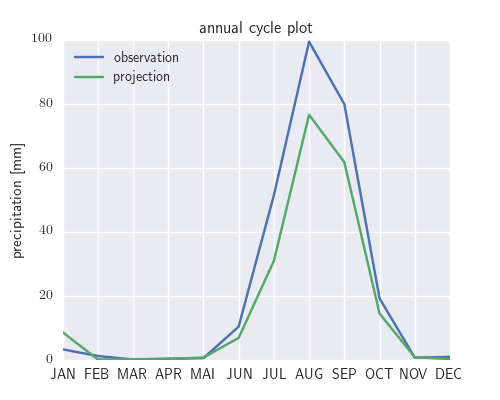 annual cycle plot
observation
projection
precipitation [mm]
100
80
60
40
20
0
JAN FEB MAR APR MAI JUN JUL AUG SEP OCT NOV DEC